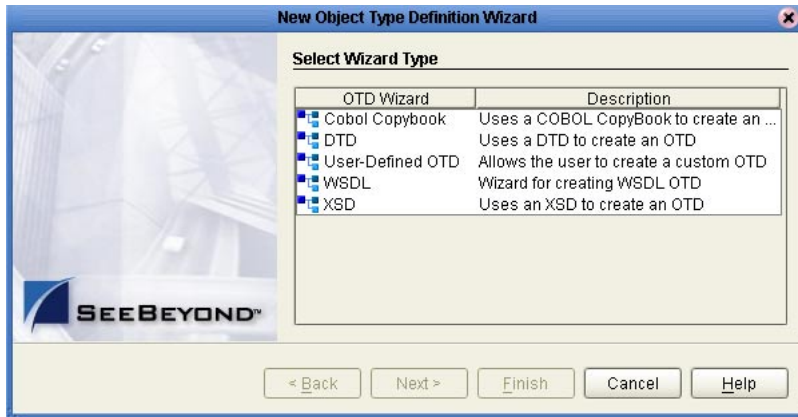 New Object Type Definition Wizard
Select Wizard Type
OTD Wizard Description
Cobol Copybook Uses a COBOL CopyBook to create an ...
DTD Uses a DTD to create an OTD
User-Defined OTD Allows the user to create a custom OTD
WSDL Wizard for creating WSDL OTD
XSD Uses an XSD to create an OTD
SEEBEYOND™
< Back Next > Finish Cancel Help